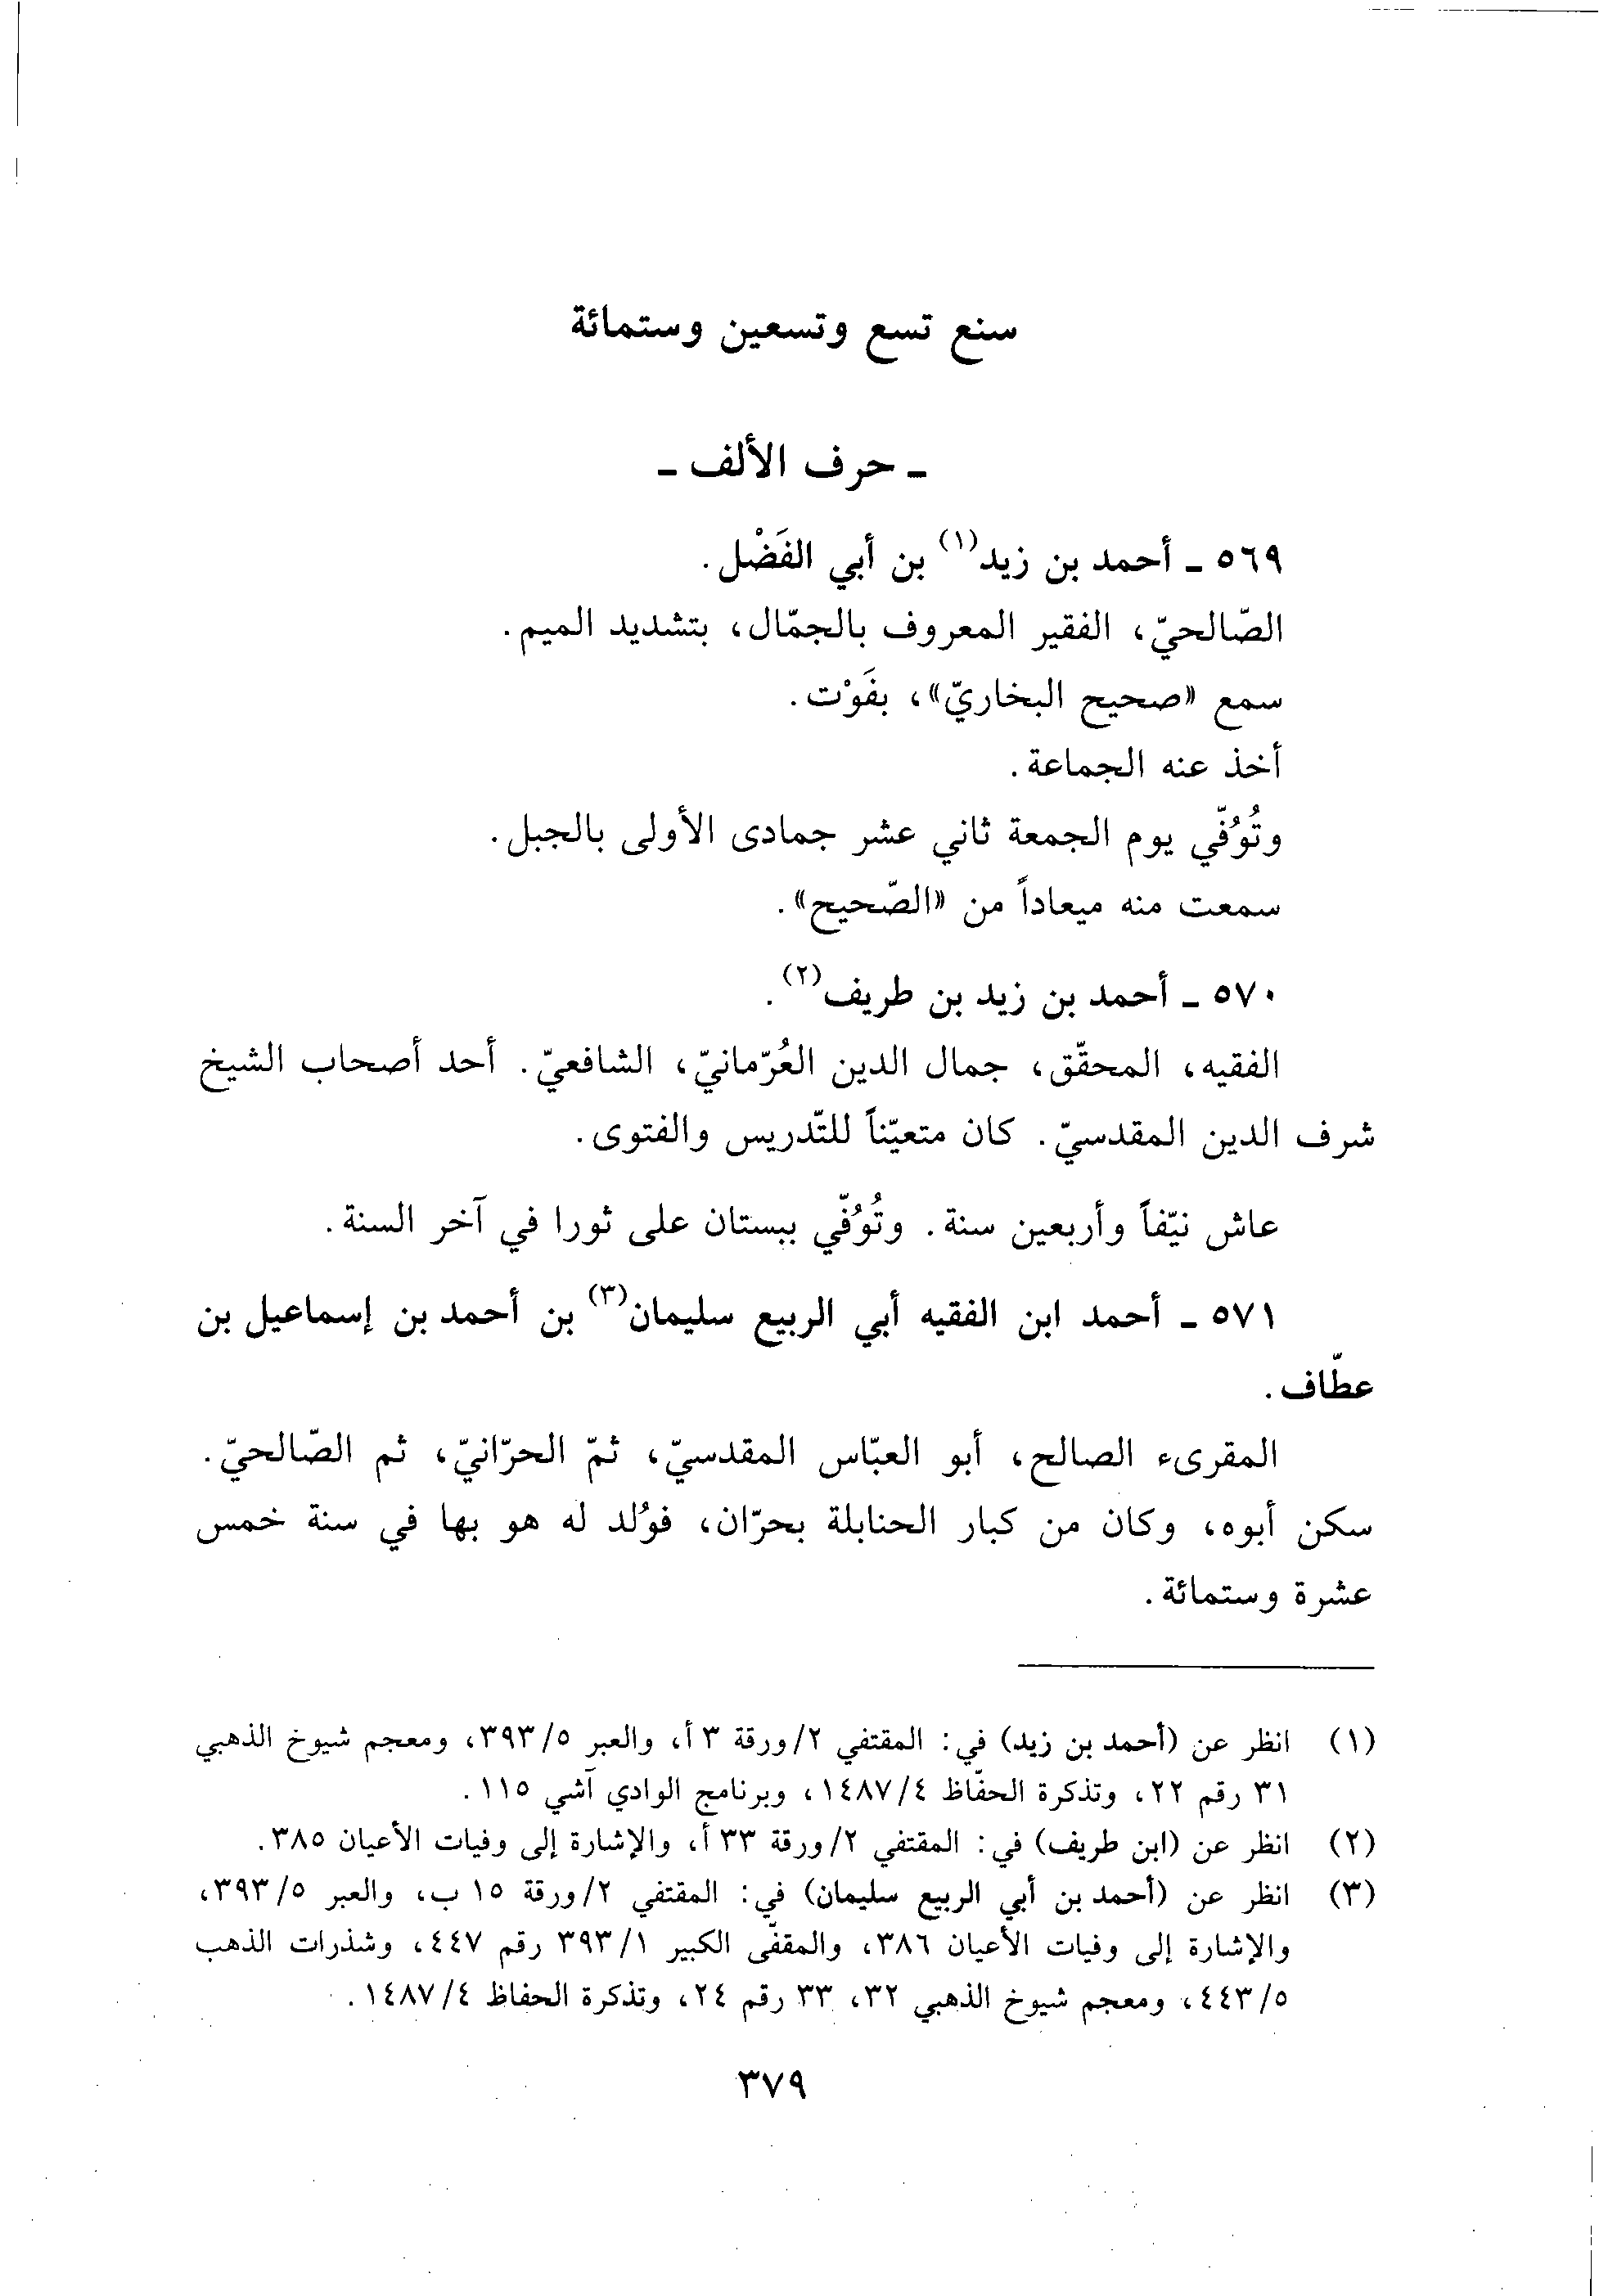 سنع تسع وتسعين وستمائة
ـ حرف الألف ـ
٥٦٩ ـ أحمد بن زيد(١) بن أبي الفَضْل.
الصّالحيّ، الفقير المعروف بالجمّال، بتشديد الميم.
سمع «صحيح البخاريّ»، بفَوْت.
أخذ عنه الجماعة.
وتُوُفّي يوم الجمعة ثاني عشر جمادى الأولى بالجبل.
سمعت منه ميعاداً من «الصّحيح».
٥٧٠ ـ أحمد بن زيد بن طريف(٢).
الفقيه، المحقّق، جمال الدين العُرّمانيّ، الشافعيّ. أحد أصحاب الشيخ
شرف الدين المقدسيّ. كان متعيّناً للتّدريس والفتوى.
عاش نيّفاً وأربعين سنة. وتُوُفّي ببستان على ثورا في آخر السنة.
٥٧١ ـ أحمد ابن الفقيه أبي الربيع سليمان(٣) بن أحمد بن إسماعيل بن
عطّاف.
المقرىء الصالح، أبو العبّاس المقدسيّ، ثمّ الحرّانيّ، ثم الصّالحيّ.
سكن أبوه، وكان من كبار الحنابلة بحرّان، فوُلد له هو بها في سنة خمس
عشرة وستمائة.
(١) انظر عن (أحمد بن زيد) في: المقتفي ٢/ورقة ٣ أ، والعبر ٣٩٣/٥، ومعجم شيوخ الذهبي
٣١ رقم ٢٢، وتذكرة الحفّاظ ١٤٨٧/٤، وبرنامج الوادي آشي ١١٥.
(٢) انظر عن (ابن طريف) في: المقتفي ٢/ورقة ٣٣ أ، والإشارة إلى وفيات الأعيان ٣٨٥.
(٣) انظر عن (أحمد بن أبي الربيع سليمان) في: المقتفي ٢/ورقة ١٥ ب، والعبر ٣٩٣/٥،
والإشارة إلى وفيات الأعيان ٣٨٦، والمقفّى الكبير ٣٩٣/١ رقم ٤٤٧، وشذرات الذهب
٤٤٣/٥، ومعجم شيوخ الذهبي ٣٢، ٣٣ رقم ٢٤، وتذكرة الحفاظ ١٤٨٧/٤.
٣٧٩